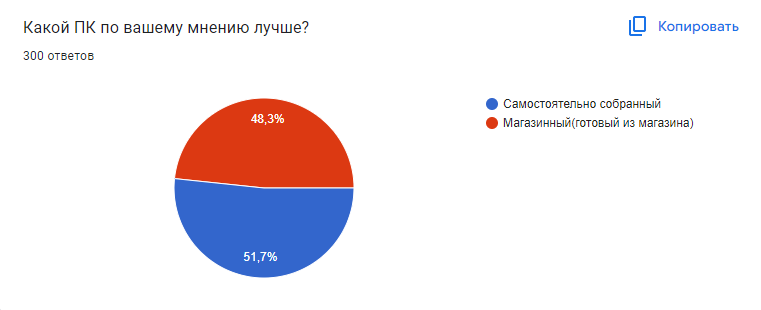 Какой ПК по вашему мнению лучше?
Копировать
300 ответов
Самостоятельно собранный
Магазинный(готовый из магазина)
48,3%
51,7%